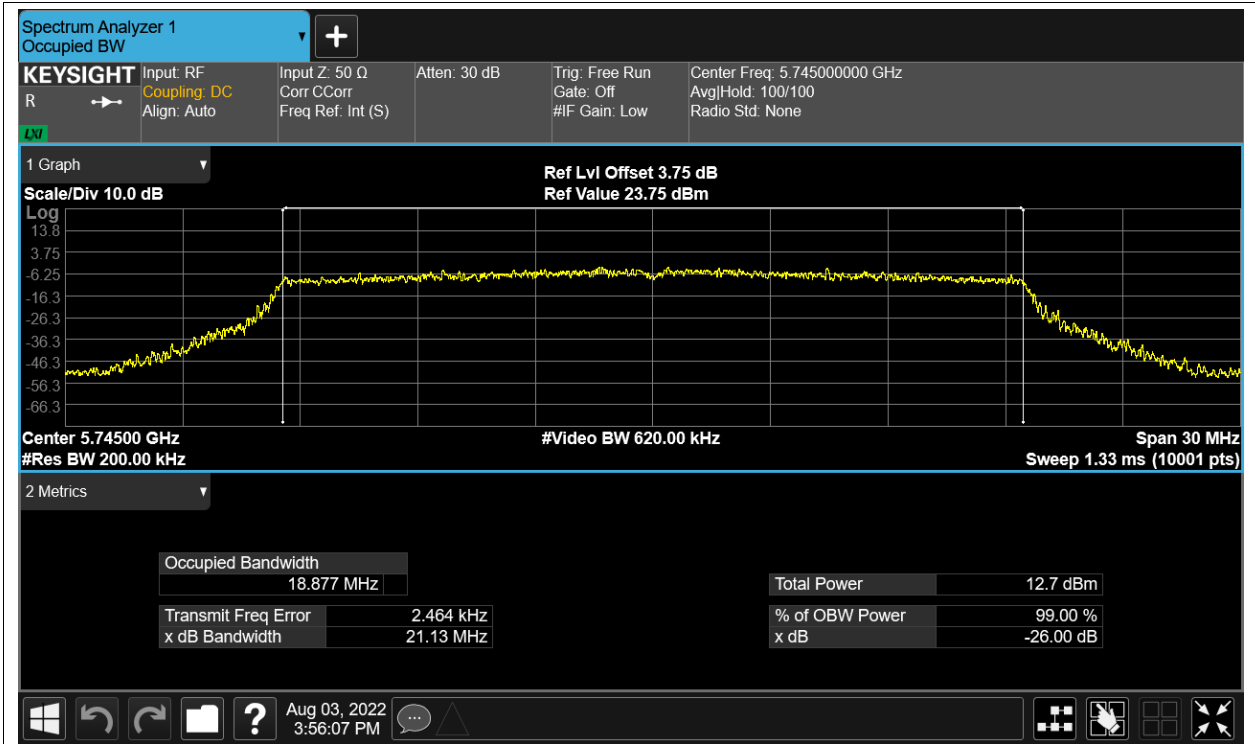 Spectrum Analyzer 1
Occupied BW
KEYSIGHT
R
LXI
Input: RF
Coupling: DC
Align: Auto
Input Z: 50 Ω
Corr CCorr
Freq Ref: Int (S)
Atten: 30 dB
Trig: Free Run
Gate: Off
#IF Gain: Low
Center Freq: 5.745000000 GHz
Avg|Hold: 100/100
Radio Std: None
1 Graph
Scale/Div 10.0 dB
Ref Lvl Offset 3.75 dB
Ref Value 23.75 dBm
Log
13.8
3.75
-6.25
-16.3
-26.3
-36.3
-46.3
-56.3
-66.3
Center 5.74500 GHz
#Video BW 620.00 kHz
Span 30 MHz
#Res BW 200.00 kHz
Sweep 1.33 ms (10001 pts)
2 Metrics
Occupied Bandwidth
18.877 MHz
Transmit Freq Error 2.464 kHz
x dB Bandwidth 21.13 MHz
Total Power 12.7 dBm
% of OBW Power 99.00 %
x dB -26.00 dB
?
Aug 03, 2022
3:56:07 PM